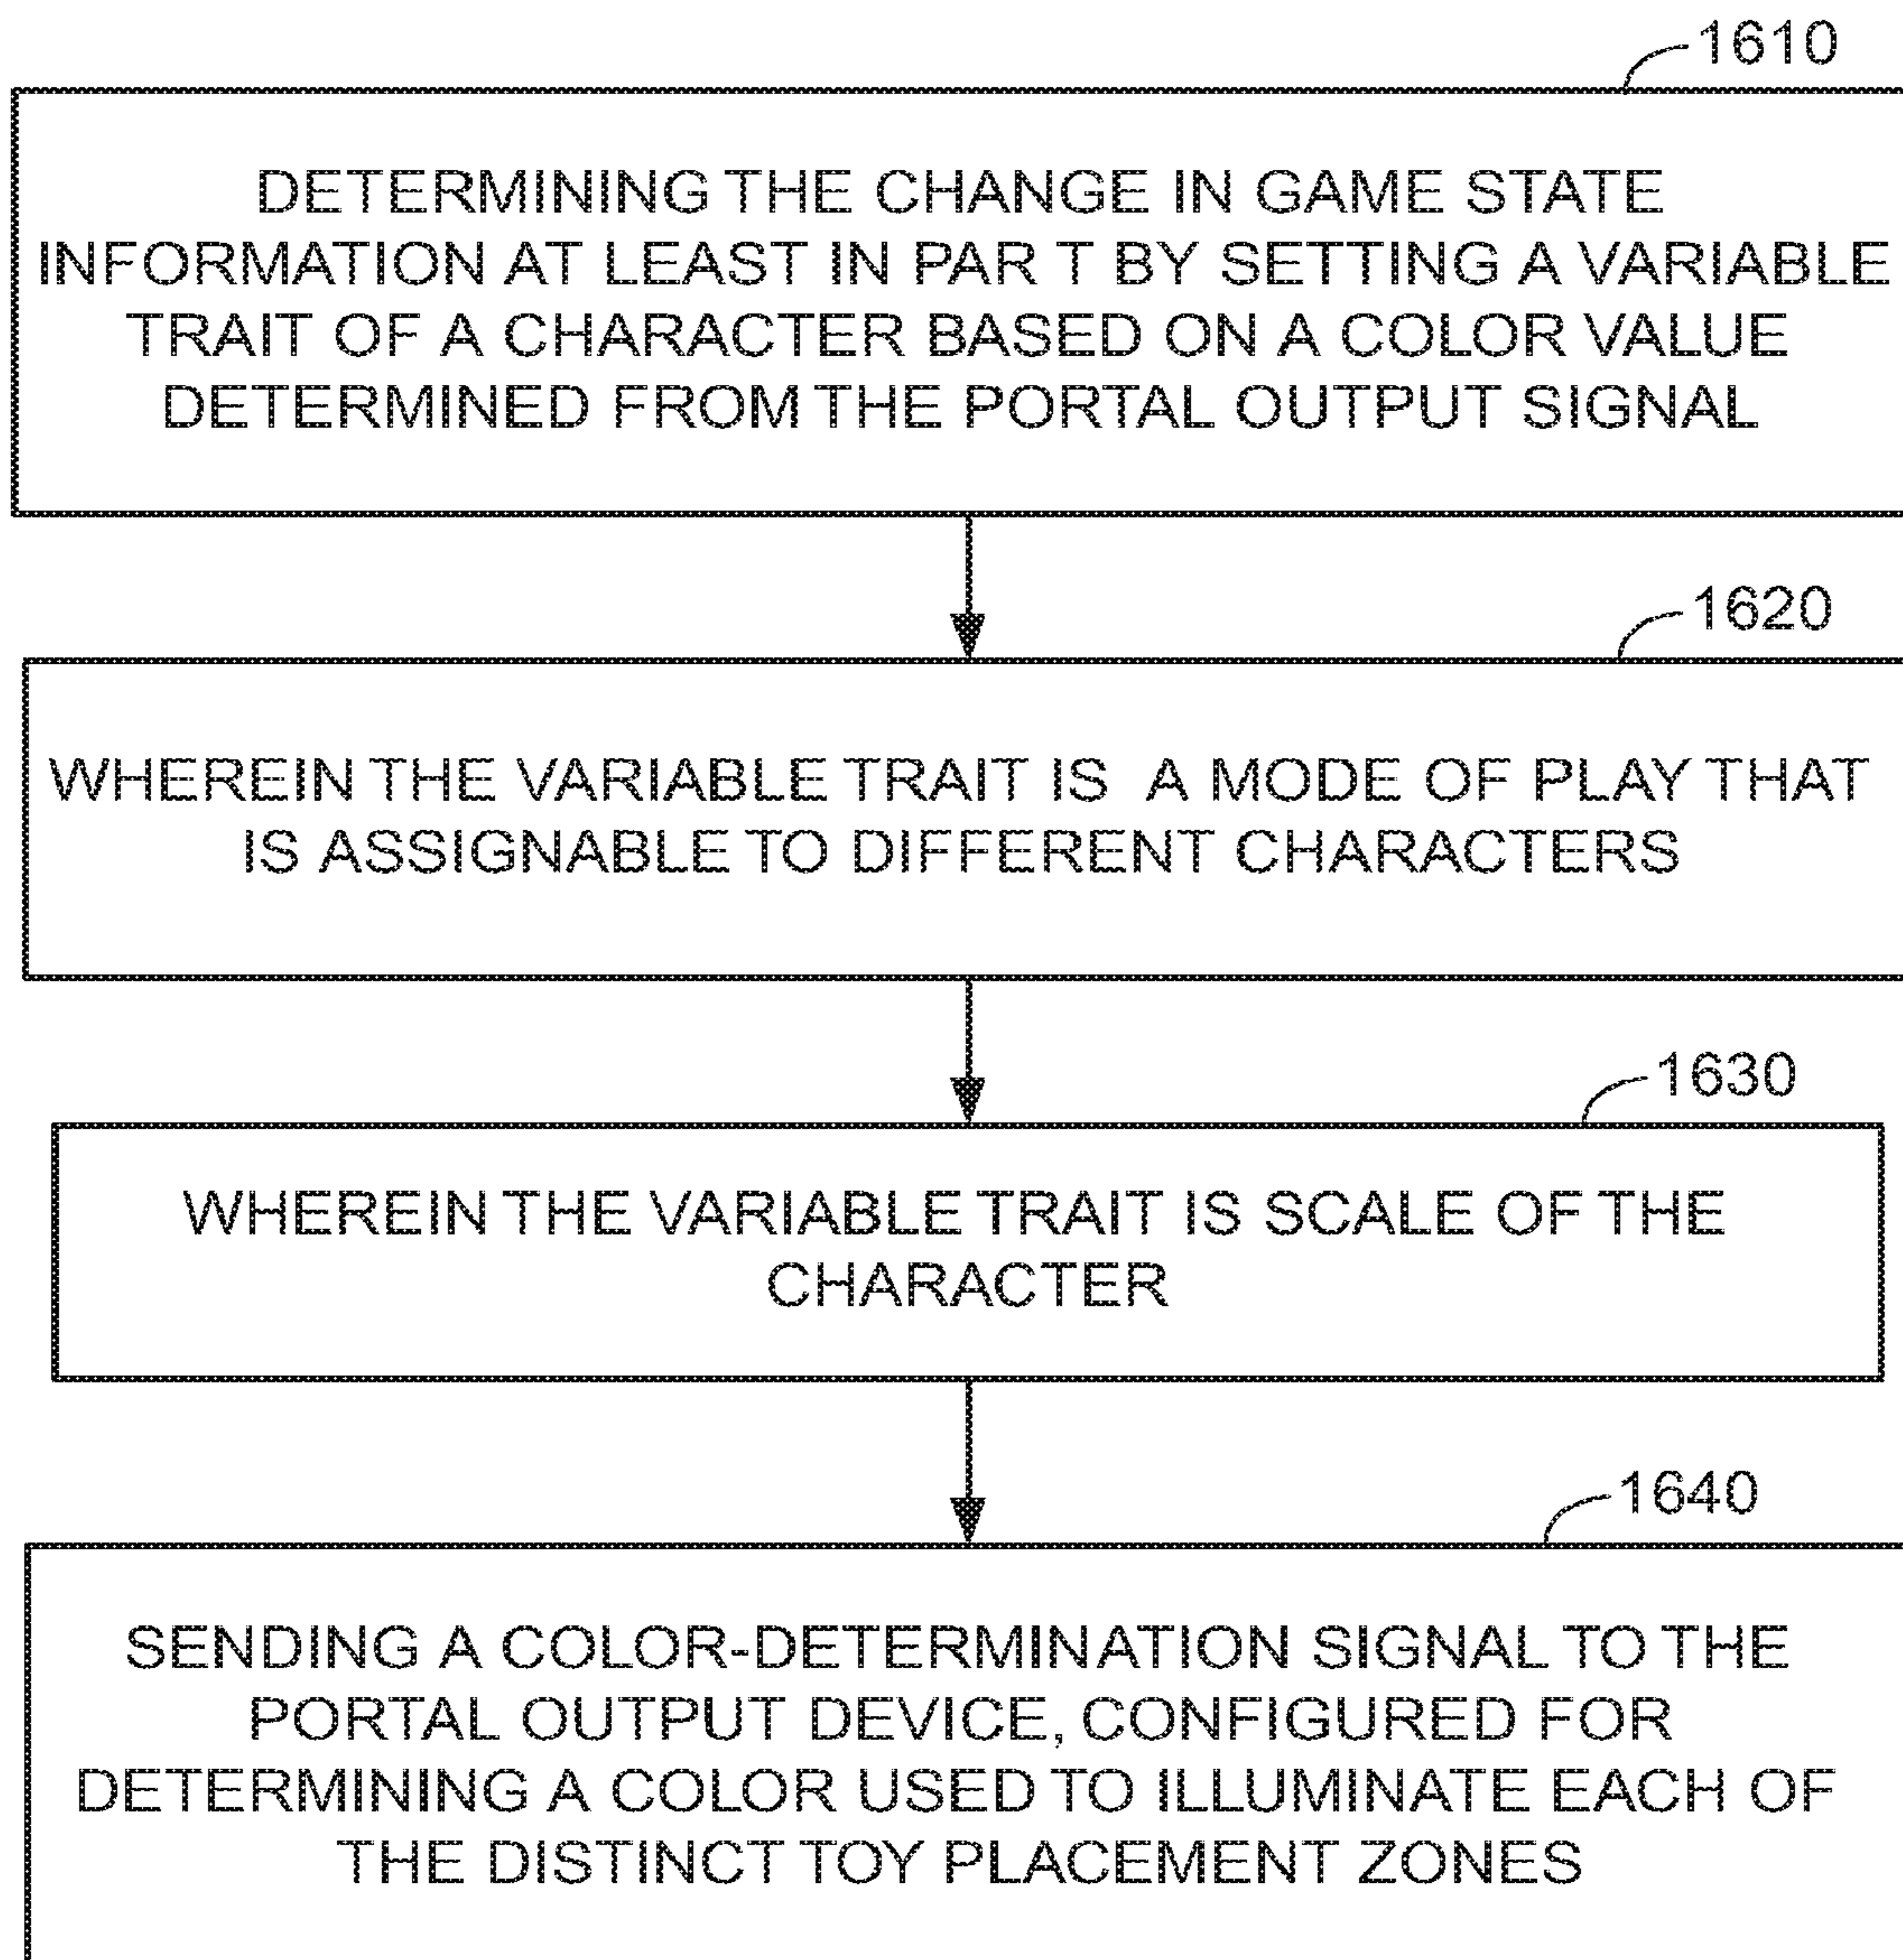 1610
DETERMINING THE CHANGE IN GAME STATE
INFORMATION AT LEAST IN PAR T BY SETTING A VARIABLE
TRAIT OF A CHARACTER BASED ON A COLOR VALUE
DETERMINED FROM THE PORTAL OUTPUT SIGNAL
1620
WHEREIN THE VARIABLE TRAIT IS A MODE OF PLAY THAT
IS ASSIGNABLE TO DIFFERENT CHARACTERS
1630
WHEREIN THE VARIABLE TRAIT IS SCALE OF THE
CHARACTER
1640
SENDING A COLOR-DETERMINATION SIGNAL TO THE
PORTAL OUTPUT DEVICE, CONFIGURED FOR
DETERMINING A COLOR USED TO ILLUMINATE EACH OF
THE DISTINCT TOY PLACEMENT ZONES